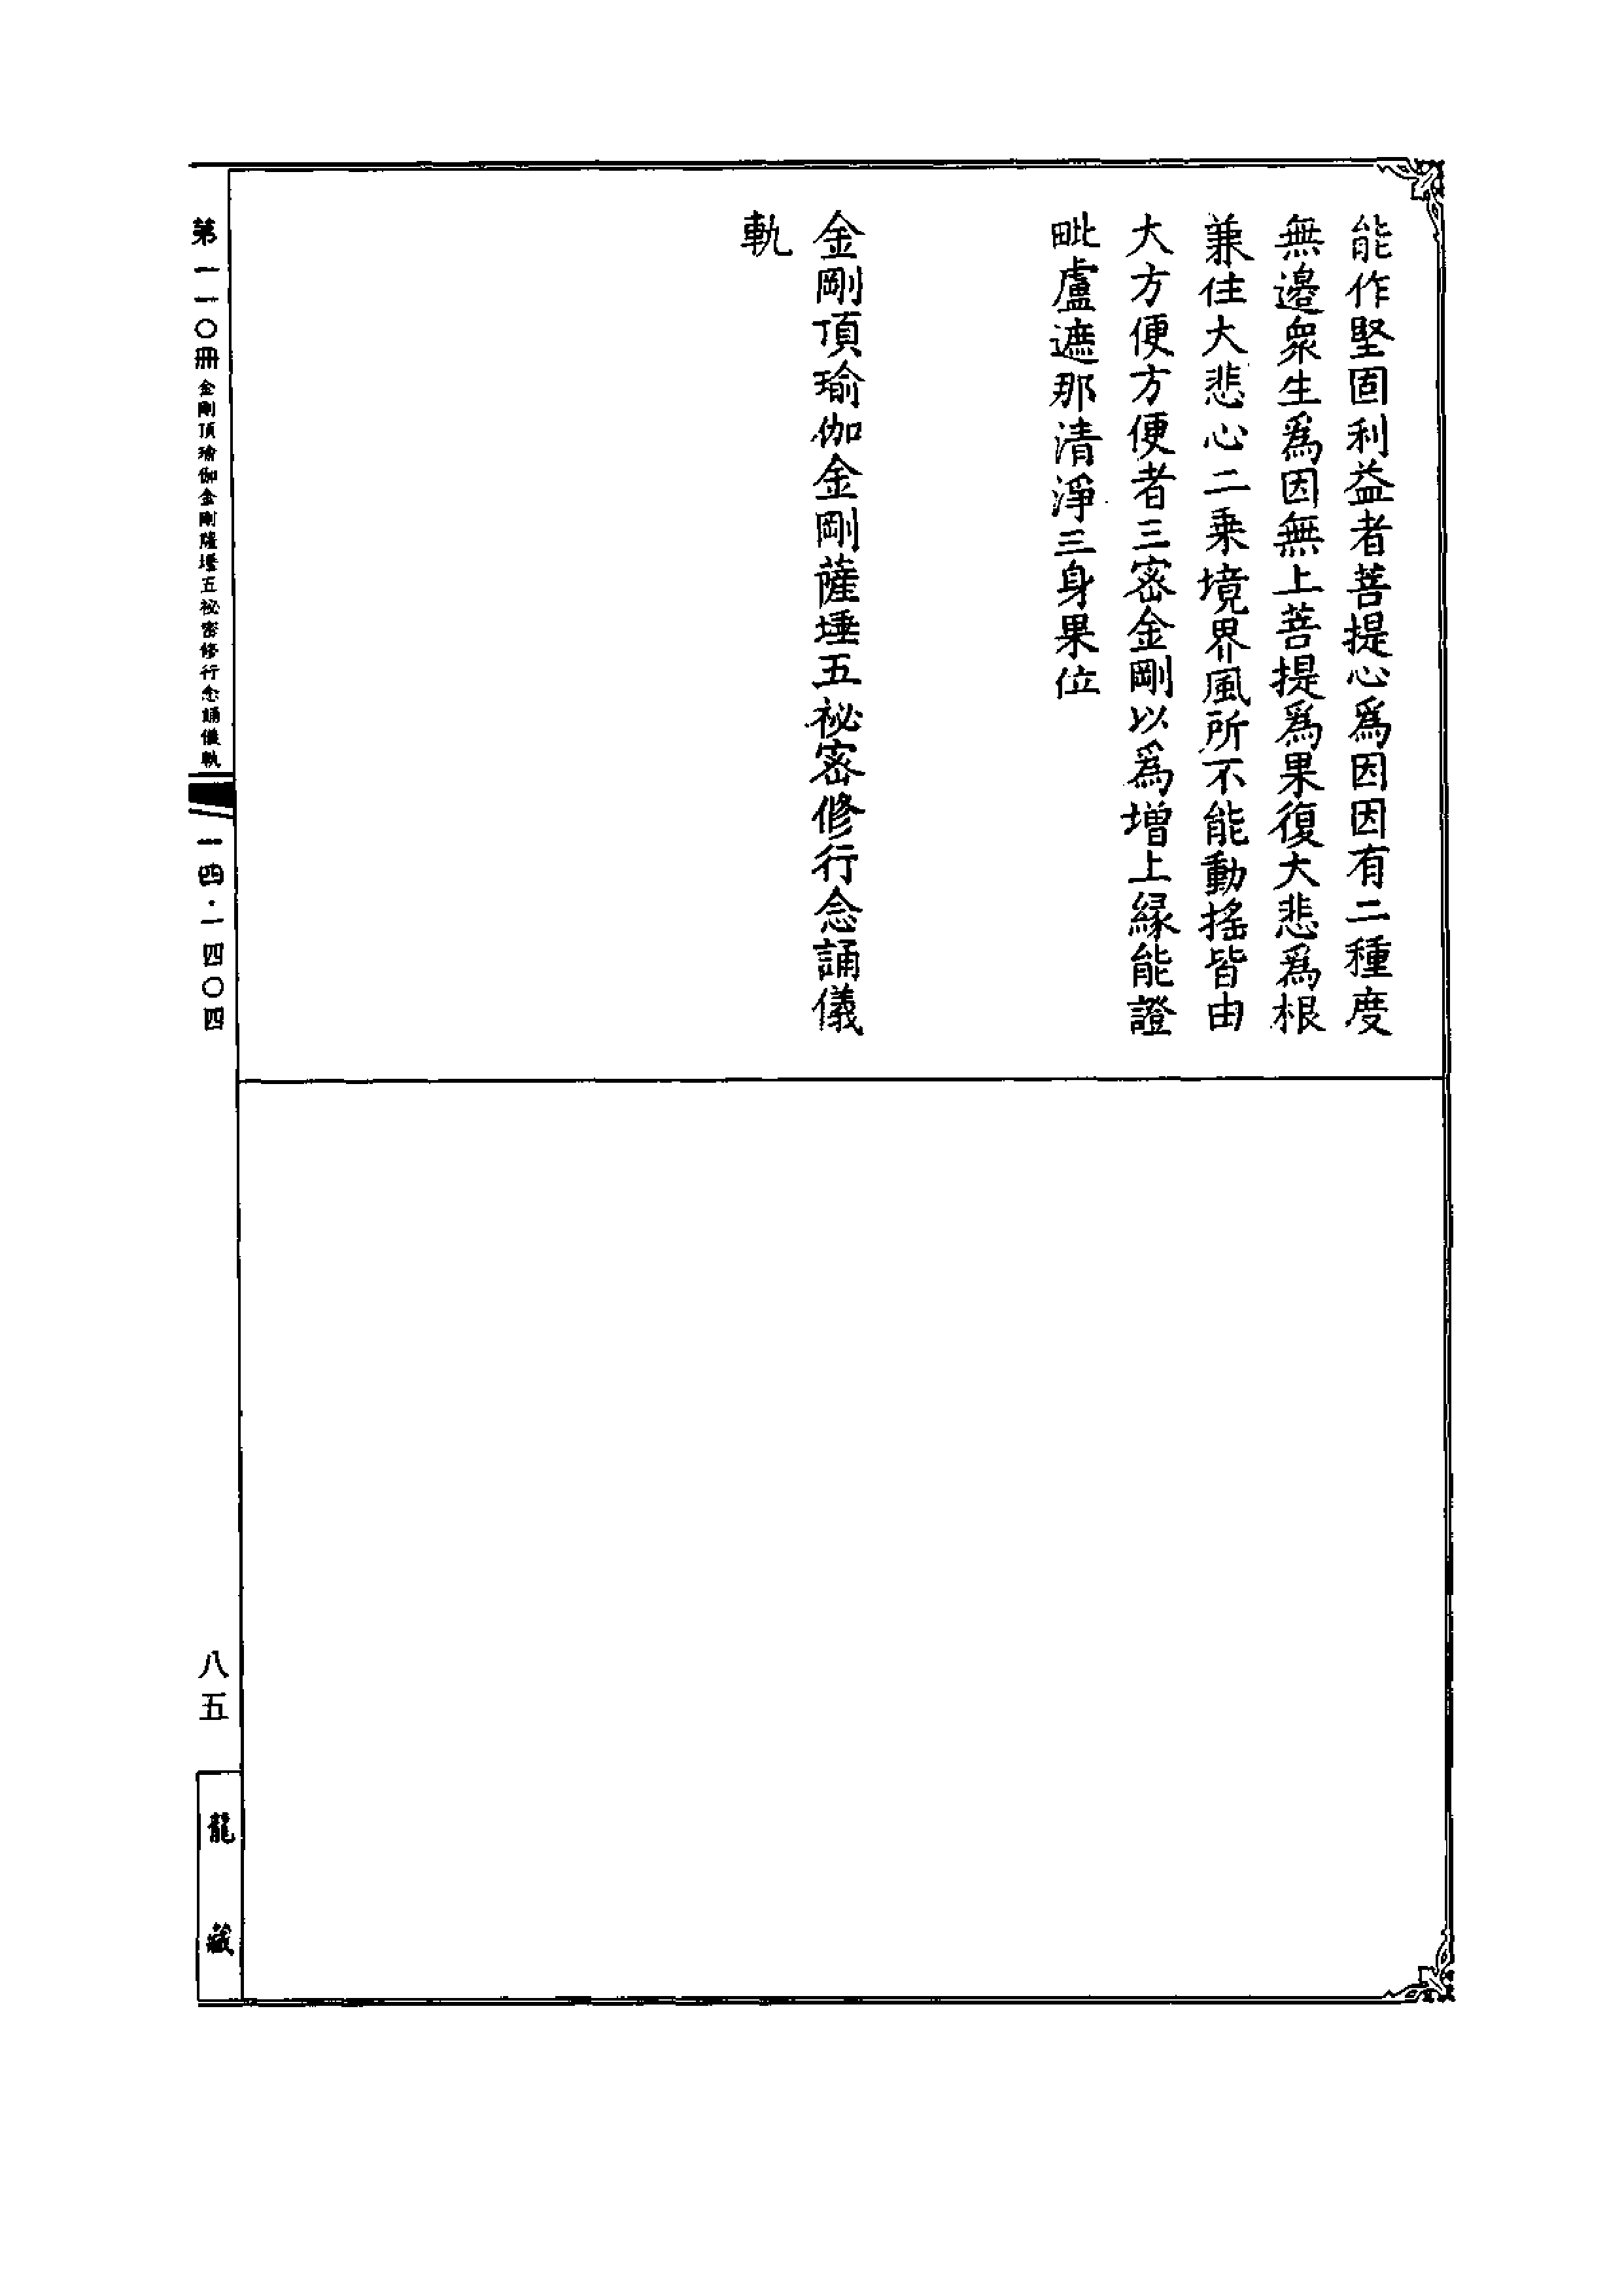 能作堅固利益者菩提心爲因因有二種度
無邊衆生爲因無上菩提爲果復大悲爲根
兼住大悲心二乘境界風所不能動搖皆由
大方便方便者三密金剛以爲增上緣能證
毗盧遮那清淨三身果位
金剛頂瑜伽金剛薩埵五祕密修行念誦儀
軌
第一一〇冊 金剛頂瑜伽金剛薩埵五祕密修行念誦儀軌
一四·一四〇四
八五
龍藏